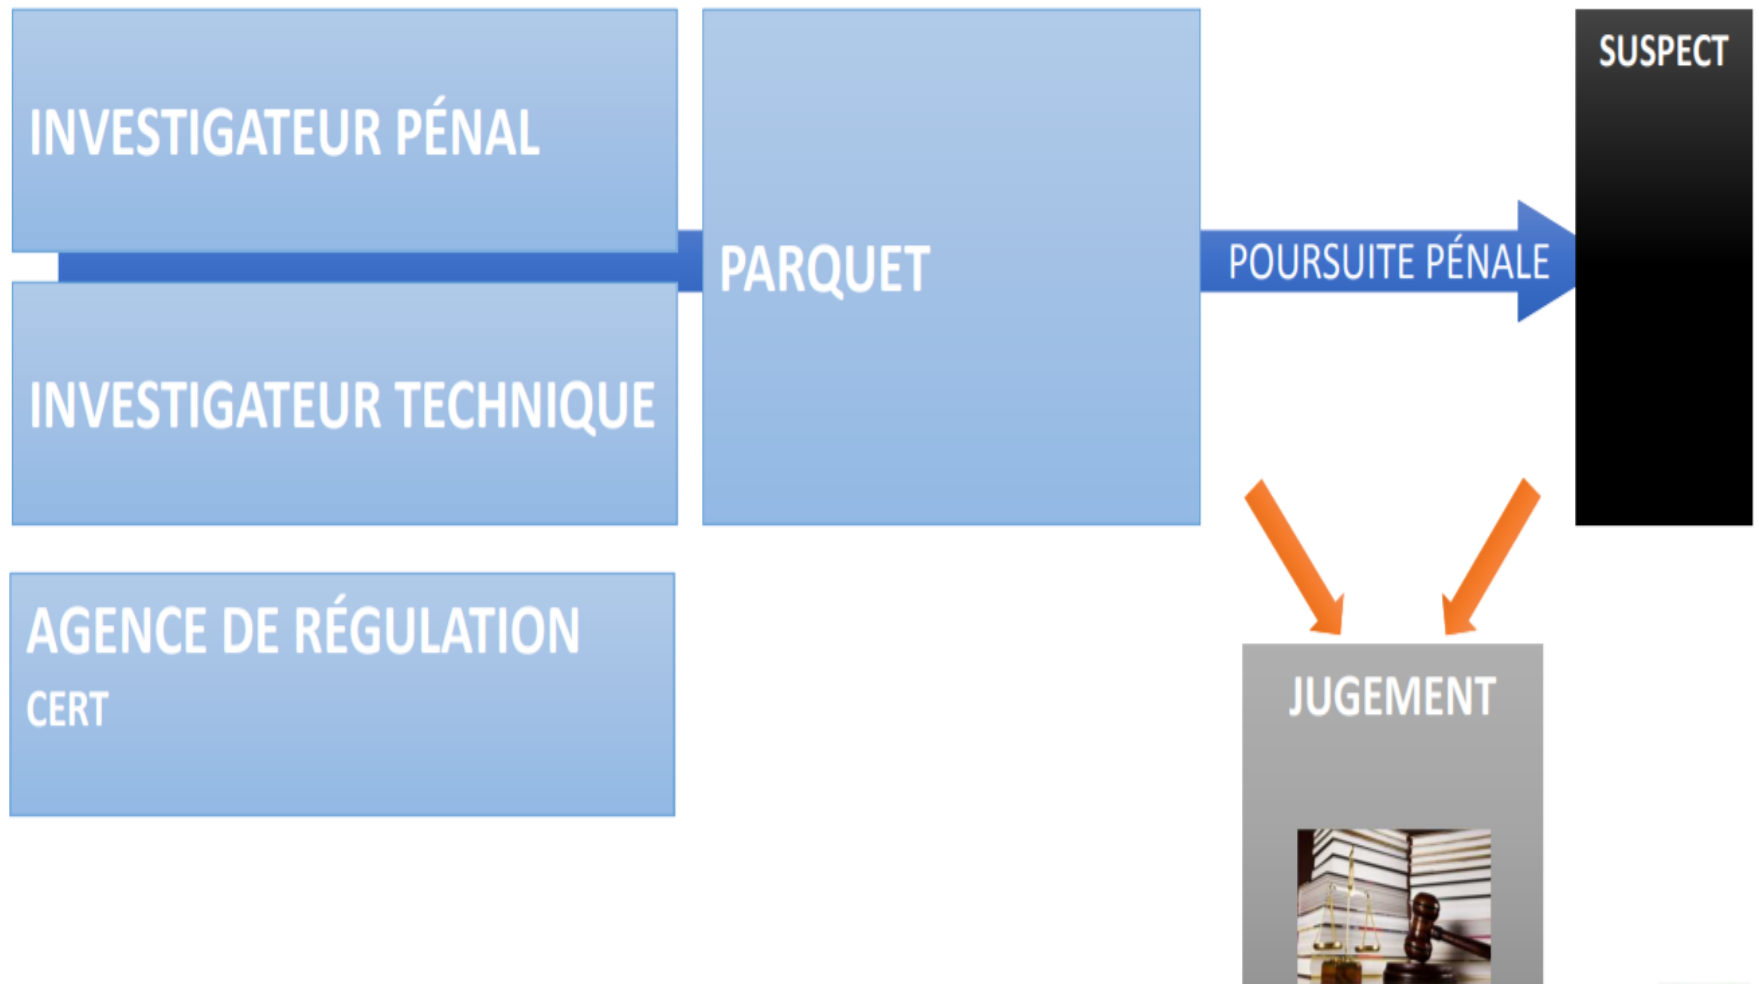 INVESTIGATEUR PÉNAL
INVESTIGATEUR TECHNIQUE
AGENCE DE RÉGULATION
CERT
PARQUET
POURSUITE PÉNALE
SUSPECT
JUGEMENT